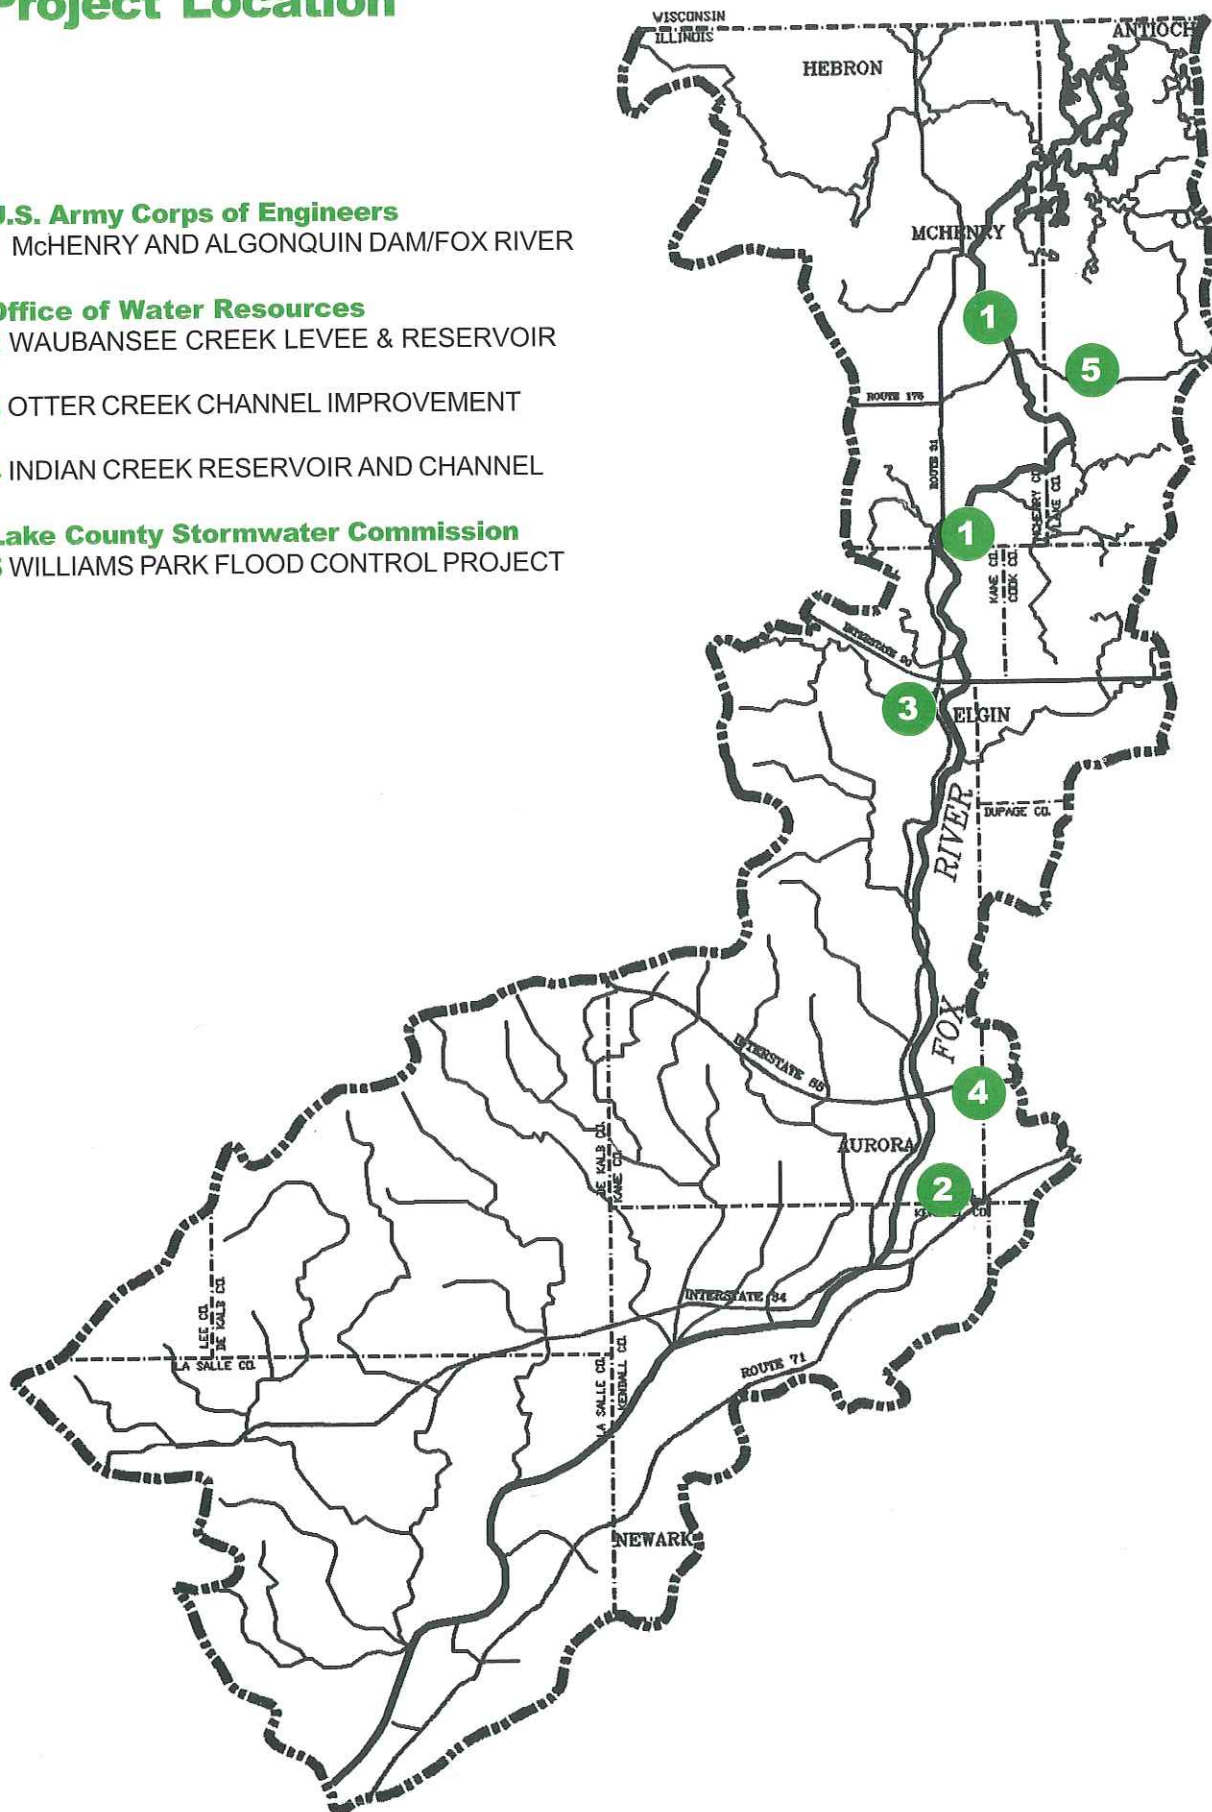 Project Location
U.S. Army Corps of Engineers
McHENRY AND ALGONQUIN DAM/FOX RIVER
Office of Water Resources
WAUBANSEE CREEK LEVEE & RESERVOIR
OTTER CREEK CHANNEL IMPROVEMENT
INDIAN CREEK RESERVOIR AND CHANNEL
Lake County Stormwater Commission
5 WILLIAMS PARK FLOOD CONTROL PROJECT
WISCONSIN
ILLINOIS
ANTIOCH
HEBRON
MCHENRY
1
5
ROUTE 176
ROUTE 31
MCHENRY CO.
LAKE CO.
1
KANE CO.
COOK CO.
INTERSTATE 90
3
ELGIN
DUPAGE CO.
FOX RIVER
INTERSTATE 88
4
AURORA
DE KALB CO.
KANE CO.
2
INTERSTATE 34
LEE CO.
DE KALB CO.
LA SALLE CO.
LA SALLE CO.
KENDALL CO.
ROUTE 71
NEWARK